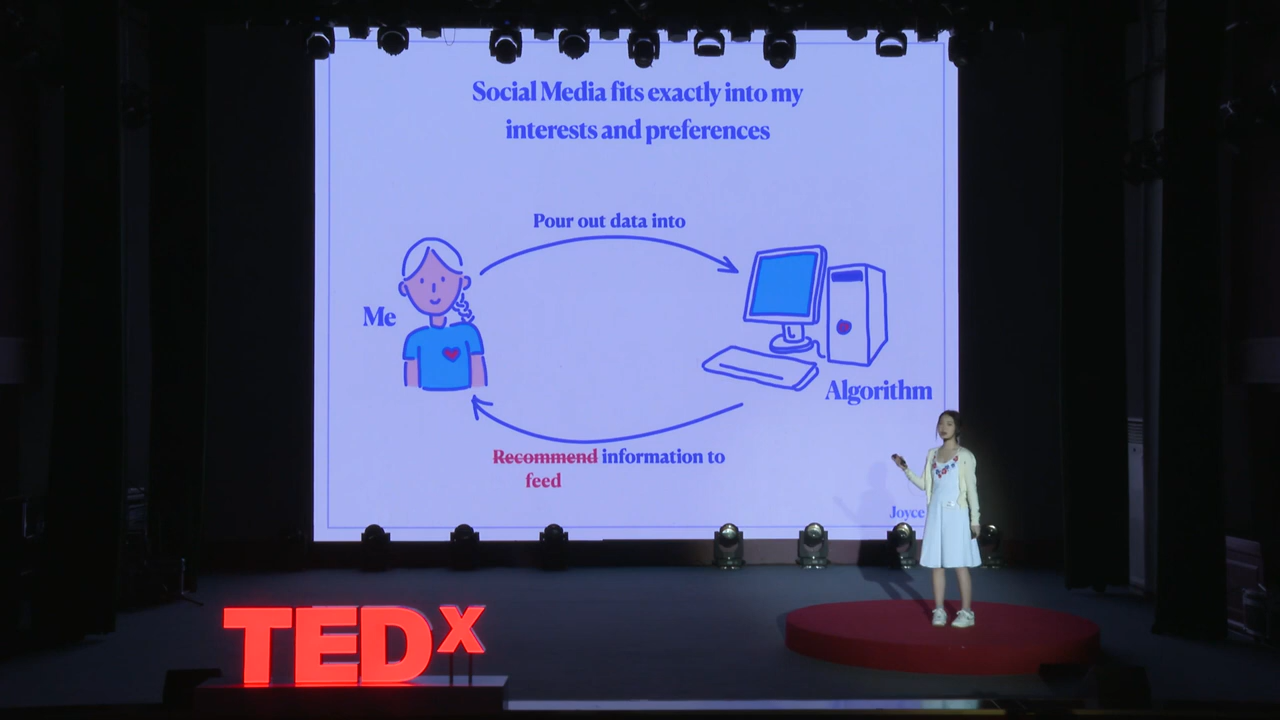 Social Media fits exactly into my
interests and preferences
Pour out data into
Me
Algorithm
Recommend information to
feed
Joyce
TEDx